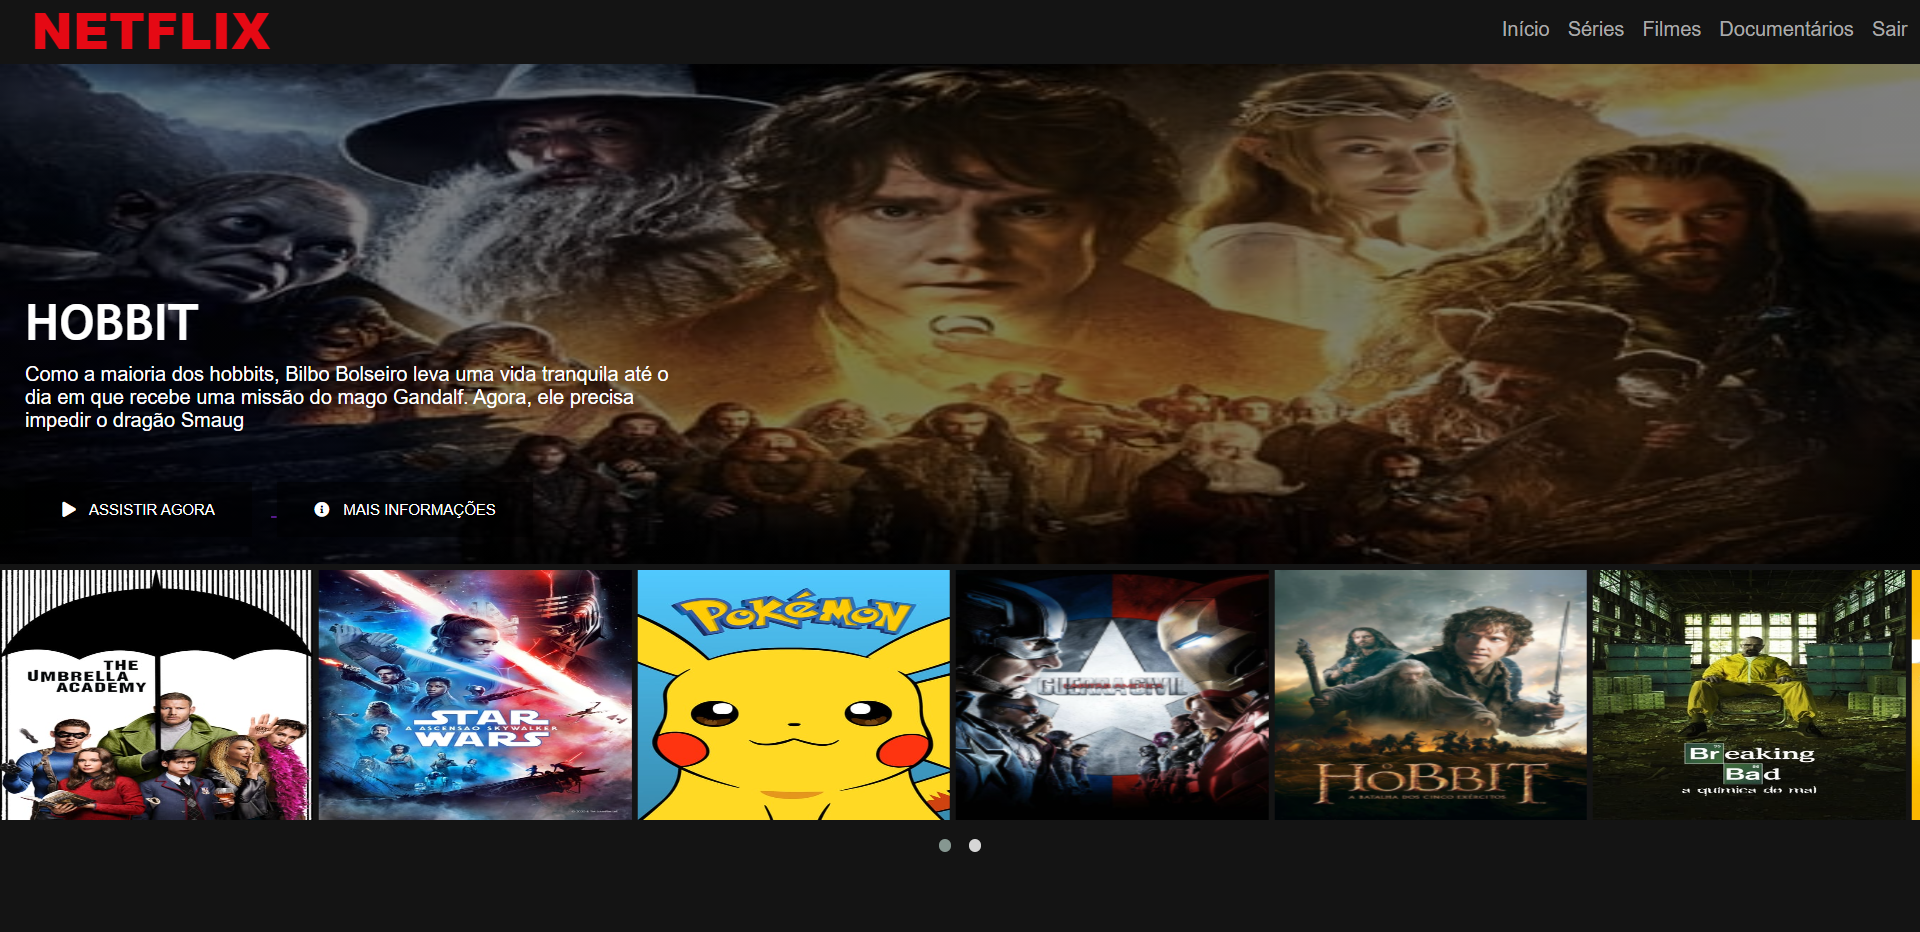 NETFLIX
Início Séries Filmes Documentários Sair
HOBBIT
Como a maioria dos hobbits, Bilbo Bolseiro leva uma vida tranquila até o
dia em que recebe uma missão do mago Gandalf. Agora, ele precisa
impedir o dragão Smaug
ASSISTIR AGORA
MAIS INFORMAÇÕES
THE
UMBRELLA
ACADEMY
STAR
A ASCENSÃO SKYWALKER
WARS
POKÉMON
GUERRA CIVIL
O
HOBBIT
A BATALHA DOS CINCO EXÉRCITOS
Breaking
Bad
a química do mal